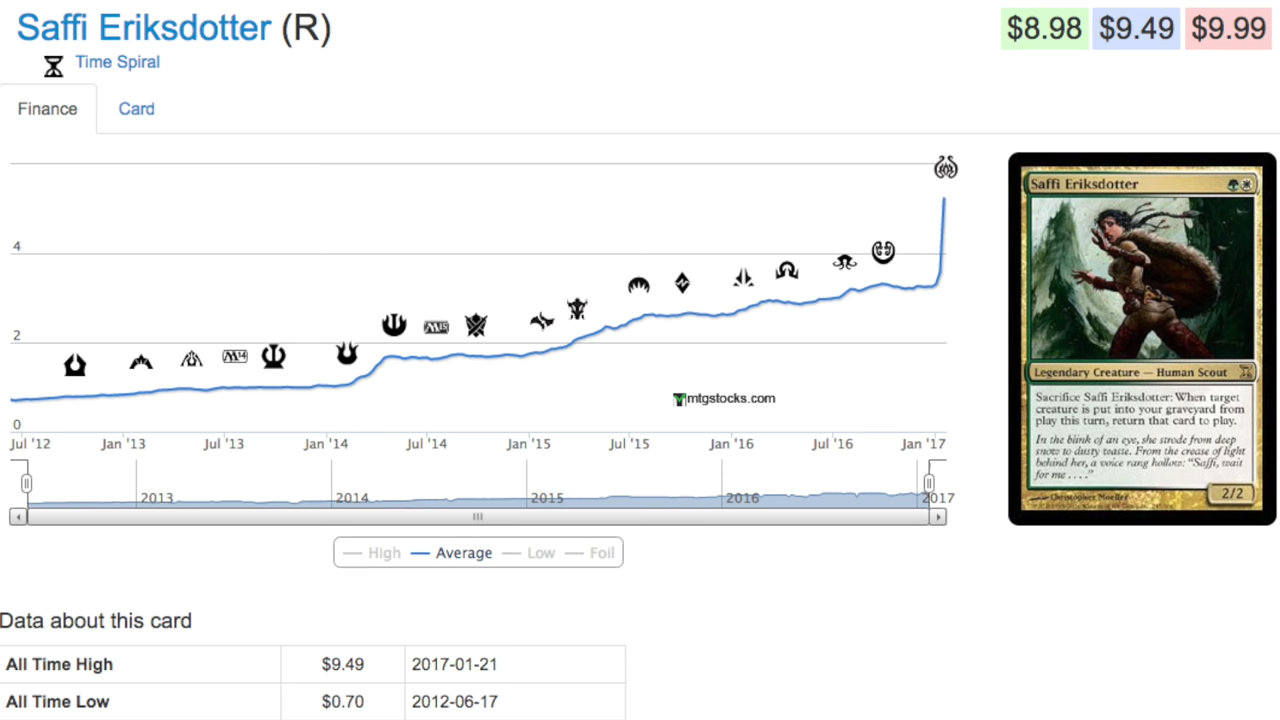 Saffi Eriksdotter (R)
$8.98 $9.49 $9.99
Time Spiral
Finance Card
4
2
0
M14
M15
mtgstocks.com
Jul '12 Jan '13 Jul '13 Jan '14 Jul '14 Jan '15 Jul '15 Jan '16 Jul '16 Jan '17
2013 2014 2015 2016 2017
High Average Low Foil
Saffi Eriksdotter
Legendary Creature — Human Scout
Sacrifice Saffi Eriksdotter: When target
creature is put into your graveyard from
play this turn, return that card to play.
In the blink of an eye, she strode from deep
snow to dusty waste. From the crease of light
behind her, a voice rang hollow: "Saffi, wait
for me . . . ."
Christopher Moeller
2/2
Data about this card
All Time High $9.49 2017-01-21
All Time Low $0.70 2012-06-17